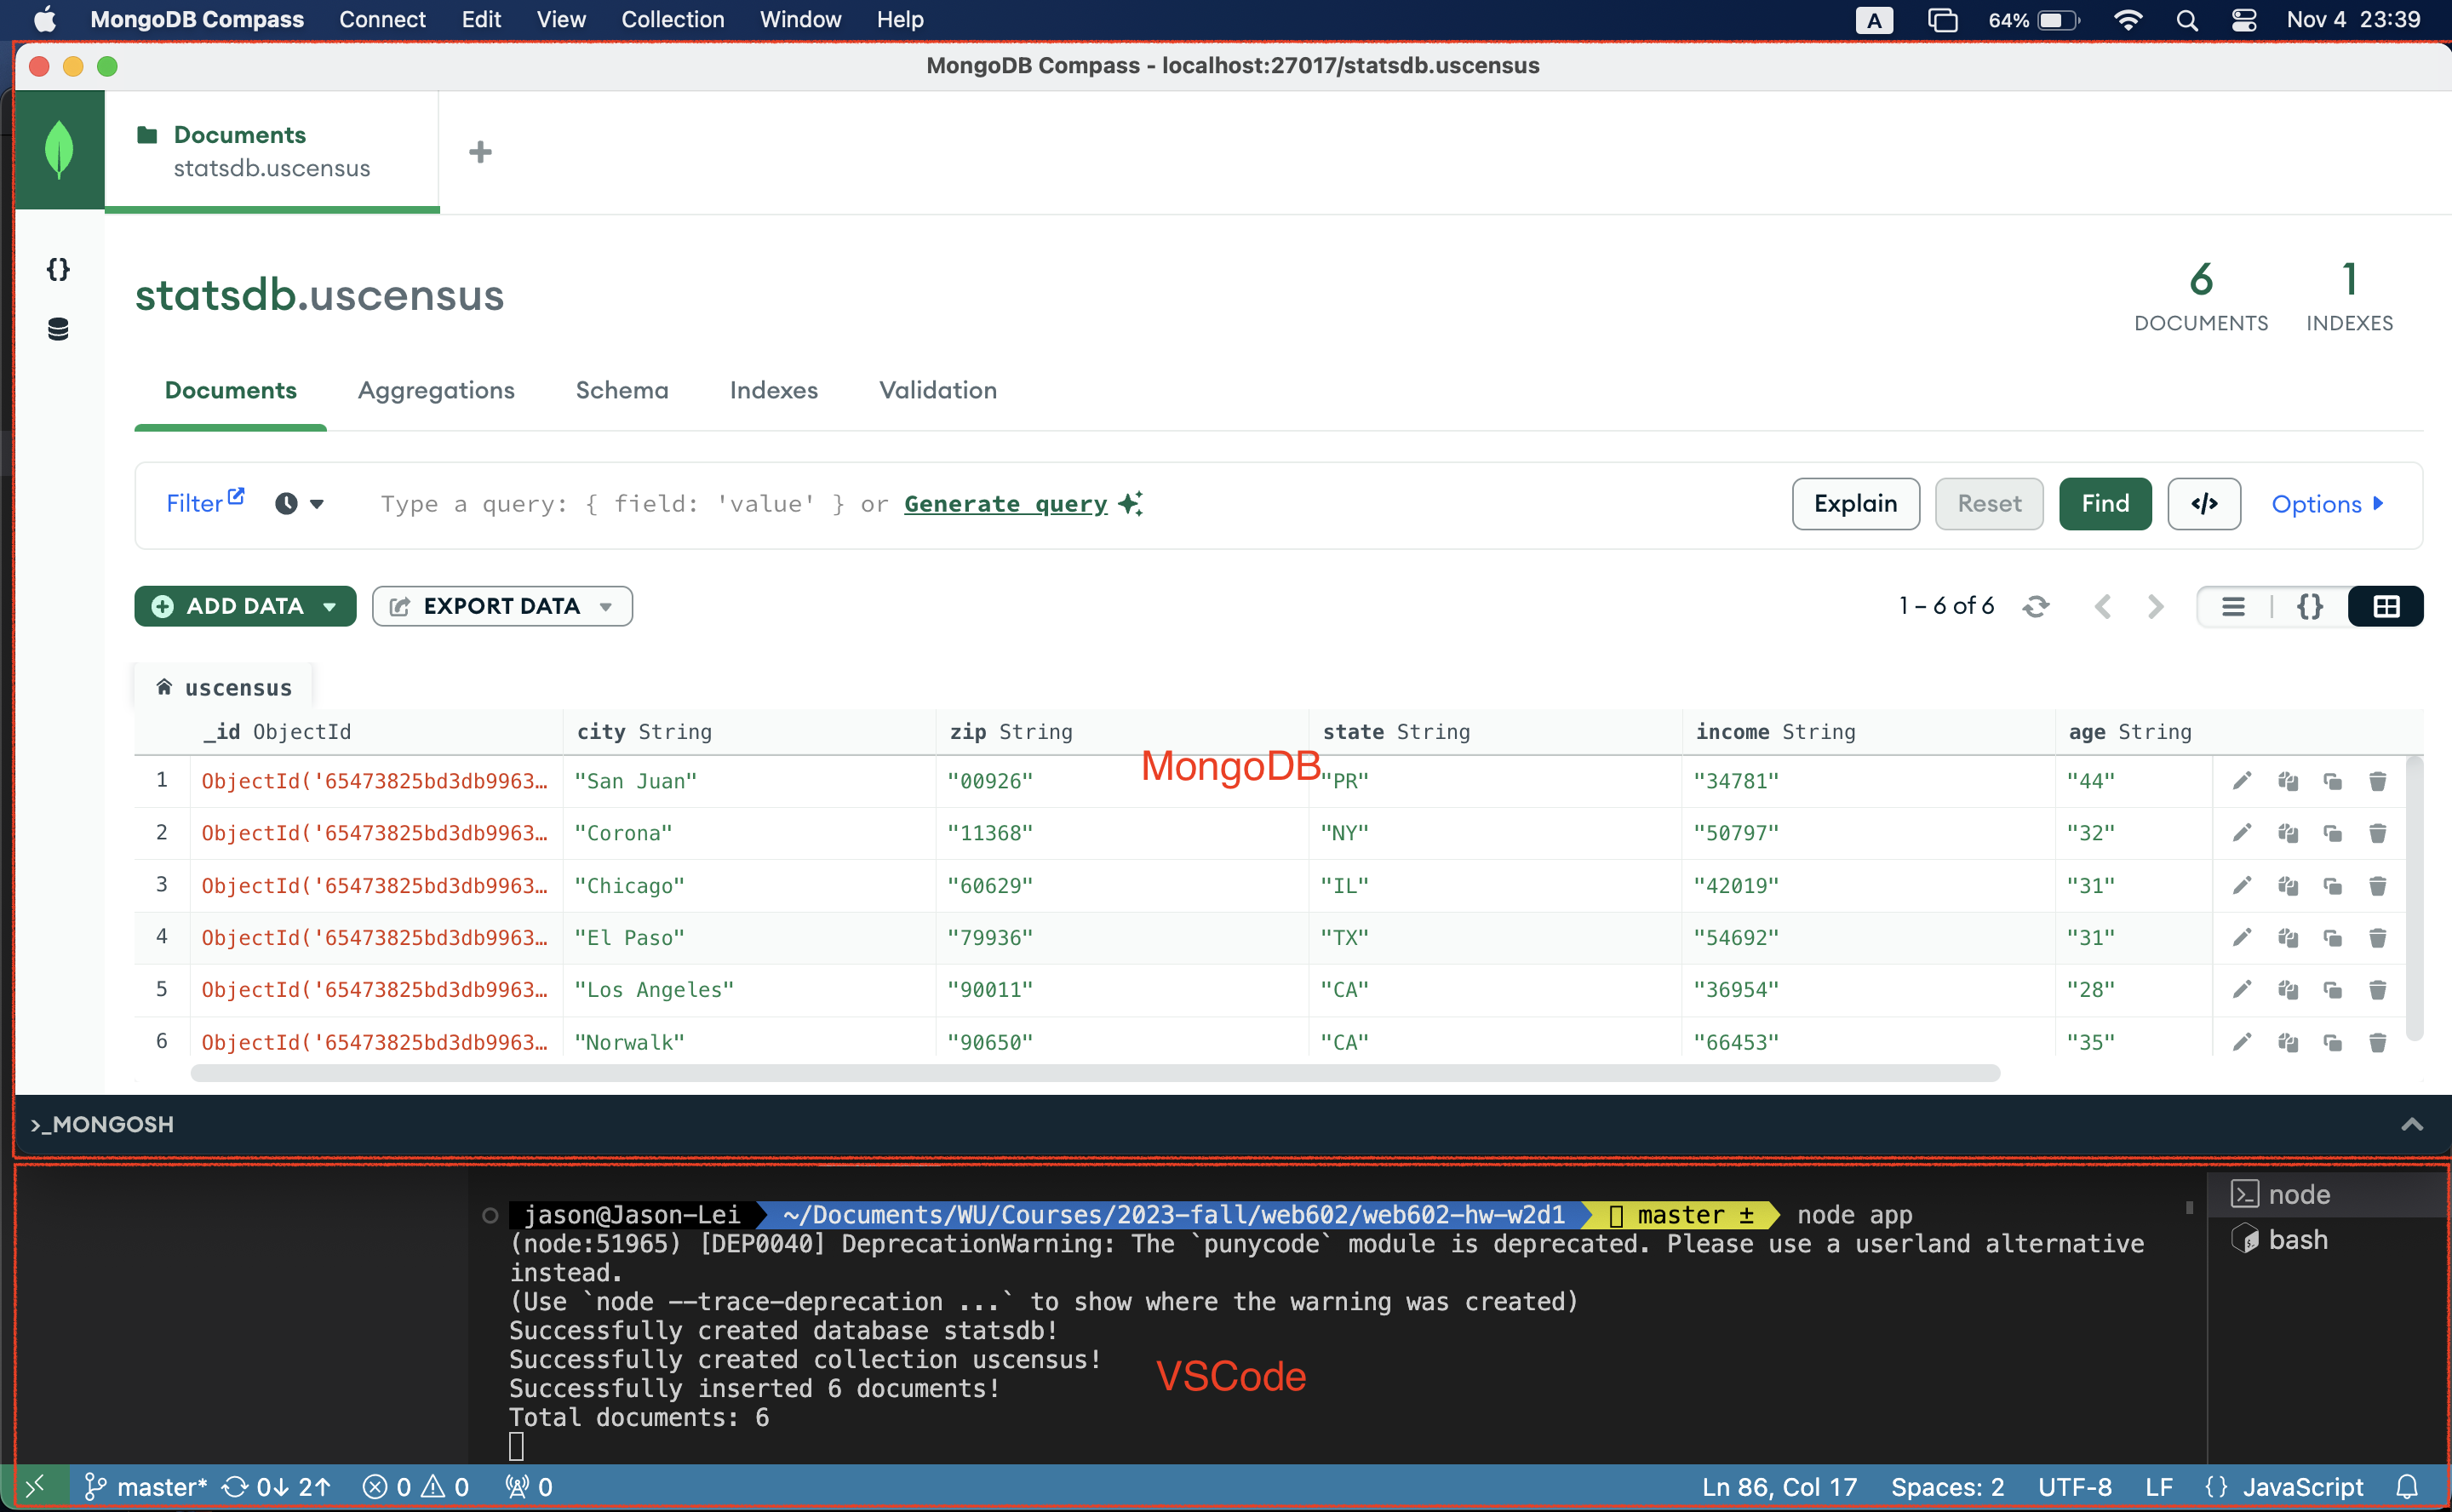 MongoDB Compass Connect Edit View Collection Window Help A 64% Nov 4 23:39
MongoDB Compass - localhost:27017/statsdb.uscensus
Documents
statsdb.uscensus
+
{}
statsdb.uscensus
6 1
DOCUMENTS INDEXES
Documents Aggregations Schema Indexes Validation
Filter Type a query: { field: 'value' } or Generate query Explain Reset Find </> Options
ADD DATA EXPORT DATA 1 – 6 of 6 {}
uscensus
_id ObjectId city String zip String state String income String age String
MongoDB
1 ObjectId('65473825bd3db9963… "San Juan" "00926" "PR" "34781" "44"
2 ObjectId('65473825bd3db9963… "Corona" "11368" "NY" "50797" "32"
3 ObjectId('65473825bd3db9963… "Chicago" "60629" "IL" "42019" "31"
4 ObjectId('65473825bd3db9963… "El Paso" "79936" "TX" "54692" "31"
5 ObjectId('65473825bd3db9963… "Los Angeles" "90011" "CA" "36954" "28"
6 ObjectId('65473825bd3db9963… "Norwalk" "90650" "CA" "66453" "35"
>_MONGOSH
jason@Jason-Lei ~/Documents/WU/Courses/2023-fall/web602/web602-hw-w2d1 master ± node app
(node:51965) [DEP0040] DeprecationWarning: The `punycode` module is deprecated. Please use a userland alternative
instead.
(Use `node --trace-deprecation ...` to show where the warning was created)
Successfully created database statsdb!
Successfully created collection uscensus!
Successfully inserted 6 documents!
Total documents: 6
VSCode
node
bash
master* 0↓ 2↑ 0 0 0 Ln 86, Col 17 Spaces: 2 UTF-8 LF {} JavaScript